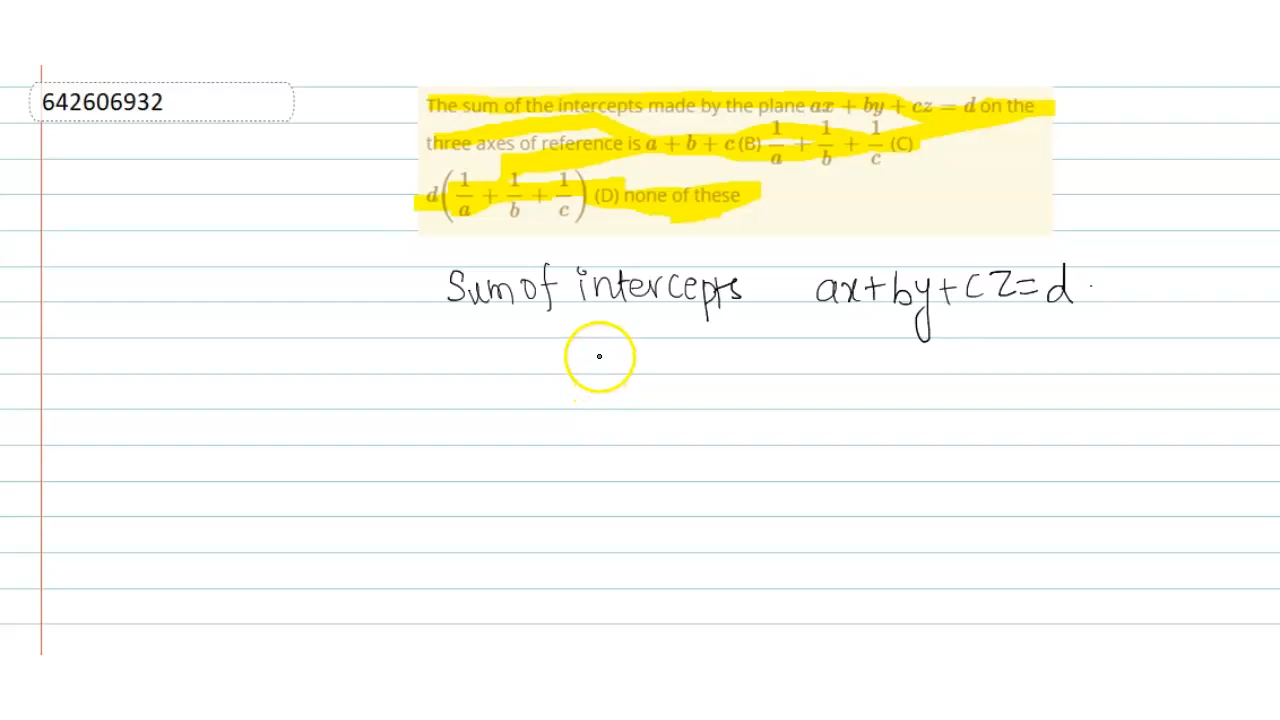 642606932
The sum of the intercepts made by the plane ax + by + cz = d on the
three axes of reference is a + b + c (B) 1/a + 1/b + 1/c (C)
d(1/a + 1/b + 1/c) (D) none of these
Sum of intercepts ax+by+cz=d